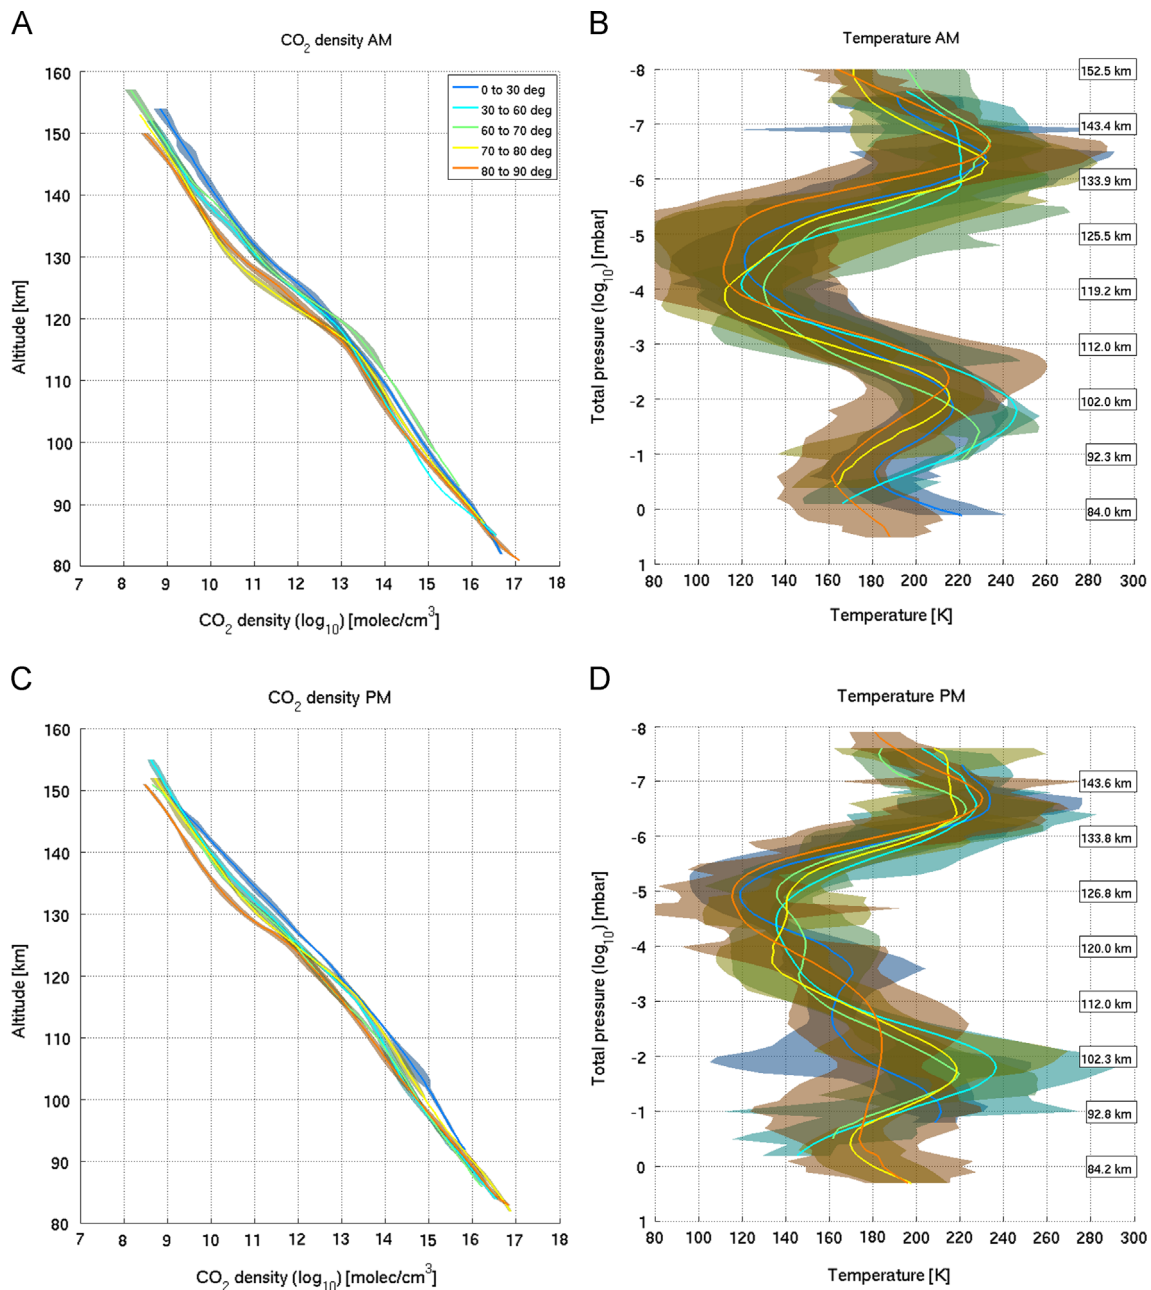 A
CO2 density AM
160
150
140
130
120
110
100
90
80
Altitude [km]
7 8 9 10 11 12 13 14 15 16 17 18
CO2 density (log10) [molec/cm3]
0 to 30 deg
30 to 60 deg
60 to 70 deg
70 to 80 deg
80 to 90 deg
B
Temperature AM
-8
-7
-6
-5
-4
-3
-2
-1
0
1
Total pressure (log10) [mbar]
152.5 km
143.4 km
133.9 km
125.5 km
119.2 km
112.0 km
102.0 km
92.3 km
84.0 km
80 100 120 140 160 180 200 220 240 260 280 300
Temperature [K]
C
CO2 density PM
160
150
140
130
120
110
100
90
80
Altitude [km]
7 8 9 10 11 12 13 14 15 16 17 18
CO2 density (log10) [molec/cm3]
D
Temperature PM
-8
-7
-6
-5
-4
-3
-2
-1
0
1
Total pressure (log10) [mbar]
143.6 km
133.8 km
126.8 km
120.0 km
112.0 km
102.3 km
92.8 km
84.2 km
80 100 120 140 160 180 200 220 240 260 280 300
Temperature [K]